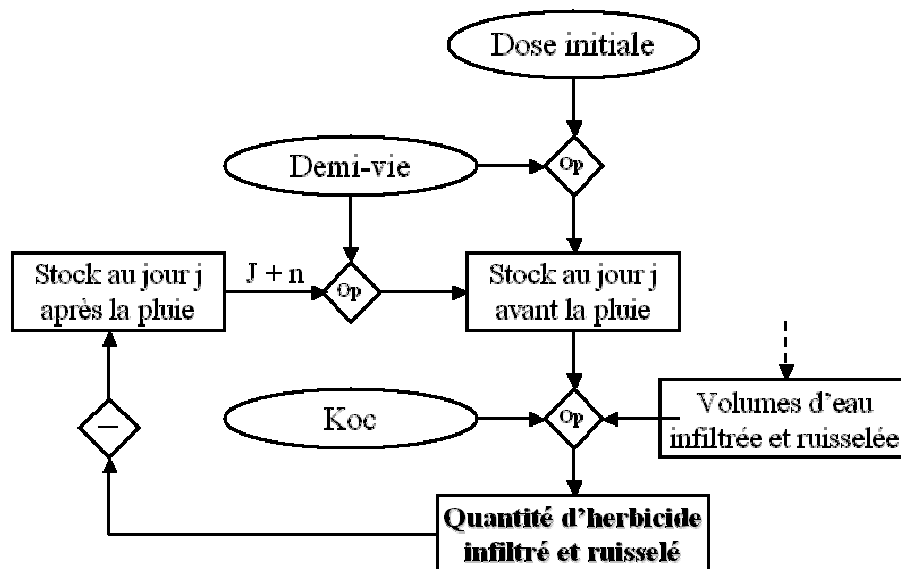 Dose initiale
Op
Demi-vie
Stock au jour j
après la pluie
J + n
Op
Stock au jour j
avant la pluie
Koc
Op
Volumes d'eau
infiltrée et ruisselée
−
Quantité d'herbicide
infiltré et ruisselé